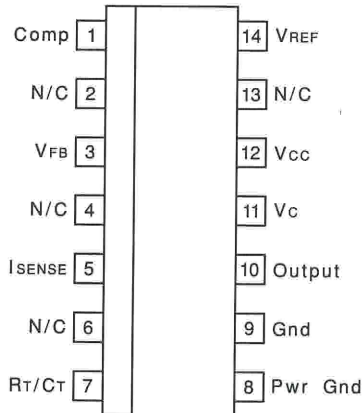 Comp 1 14 VREF
N/C 2 13 N/C
VFB 3 12 VCC
N/C 4 11 VC
ISENSE 5 10 Output
N/C 6 9 Gnd
RT/CT 7 8 Pwr Gnd